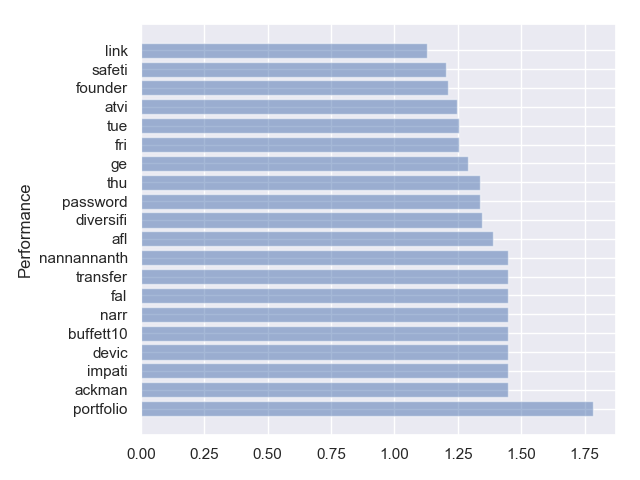 Performance
link
safeti
founder
atvi
tue
fri
ge
thu
password
diversifi
afl
nannannanth
transfer
fal
narr
buffett10
devic
impati
ackman
portfolio
0.00 0.25 0.50 0.75 1.00 1.25 1.50 1.75